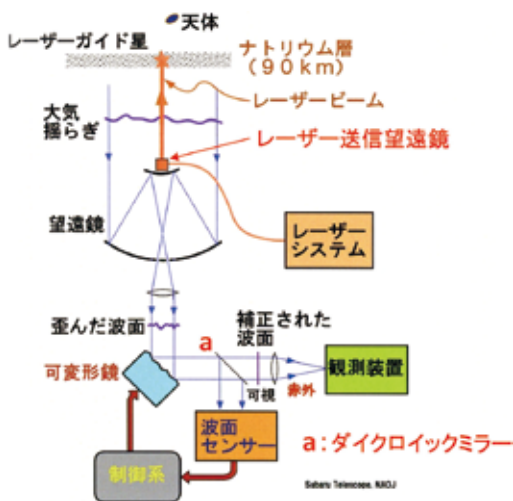 天体
レーザーガイド星
ナトリウム層
(90km)
レーザービーム
大気
揺らぎ
レーザー送信望遠鏡
望遠鏡
レーザー
システム
歪んだ波面
補正された
波面
a
可変形鏡
可視
赤外
観測装置
波面
センサー
a:ダイクロイックミラー
制御系
Subaru Telescope, NAOJ